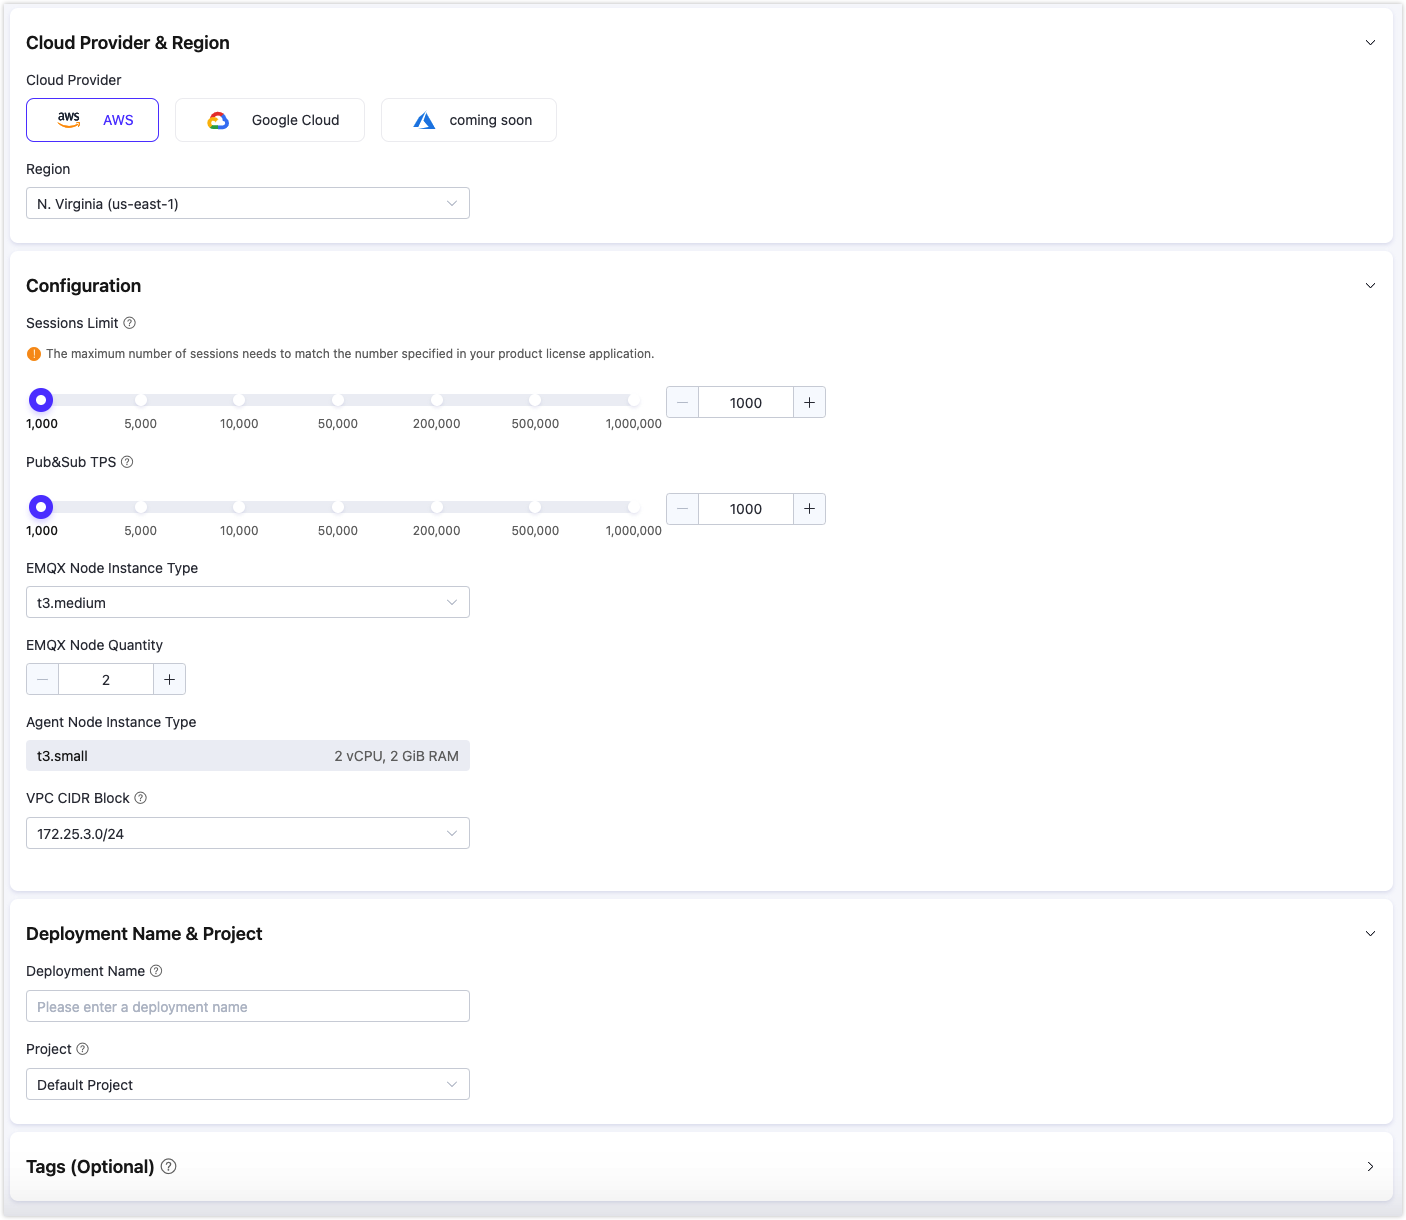 Cloud Provider & Region
Cloud Provider
aws AWS
Google Cloud
coming soon
Region
N. Virginia (us-east-1)
Configuration
Sessions Limit ?
! The maximum number of sessions needs to match the number specified in your product license application.
− 1000 +
1,000 5,000 10,000 50,000 200,000 500,000 1,000,000
Pub&Sub TPS ?
− 1000 +
1,000 5,000 10,000 50,000 200,000 500,000 1,000,000
EMQX Node Instance Type
t3.medium
EMQX Node Quantity
− 2 +
Agent Node Instance Type
t3.small 2 vCPU, 2 GiB RAM
VPC CIDR Block ?
172.25.3.0/24
Deployment Name & Project
Deployment Name ?
Please enter a deployment name
Project ?
Default Project
Tags (Optional) ?